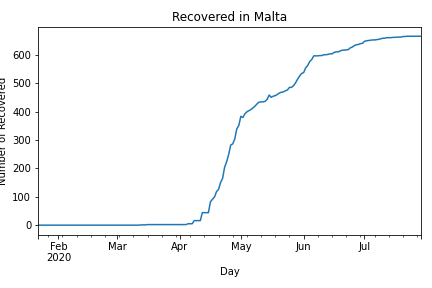 Recovered in Malta
Number of Recovered
600
500
400
300
200
100
0
Feb
2020
Mar
Apr
May
Jun
Jul
Day